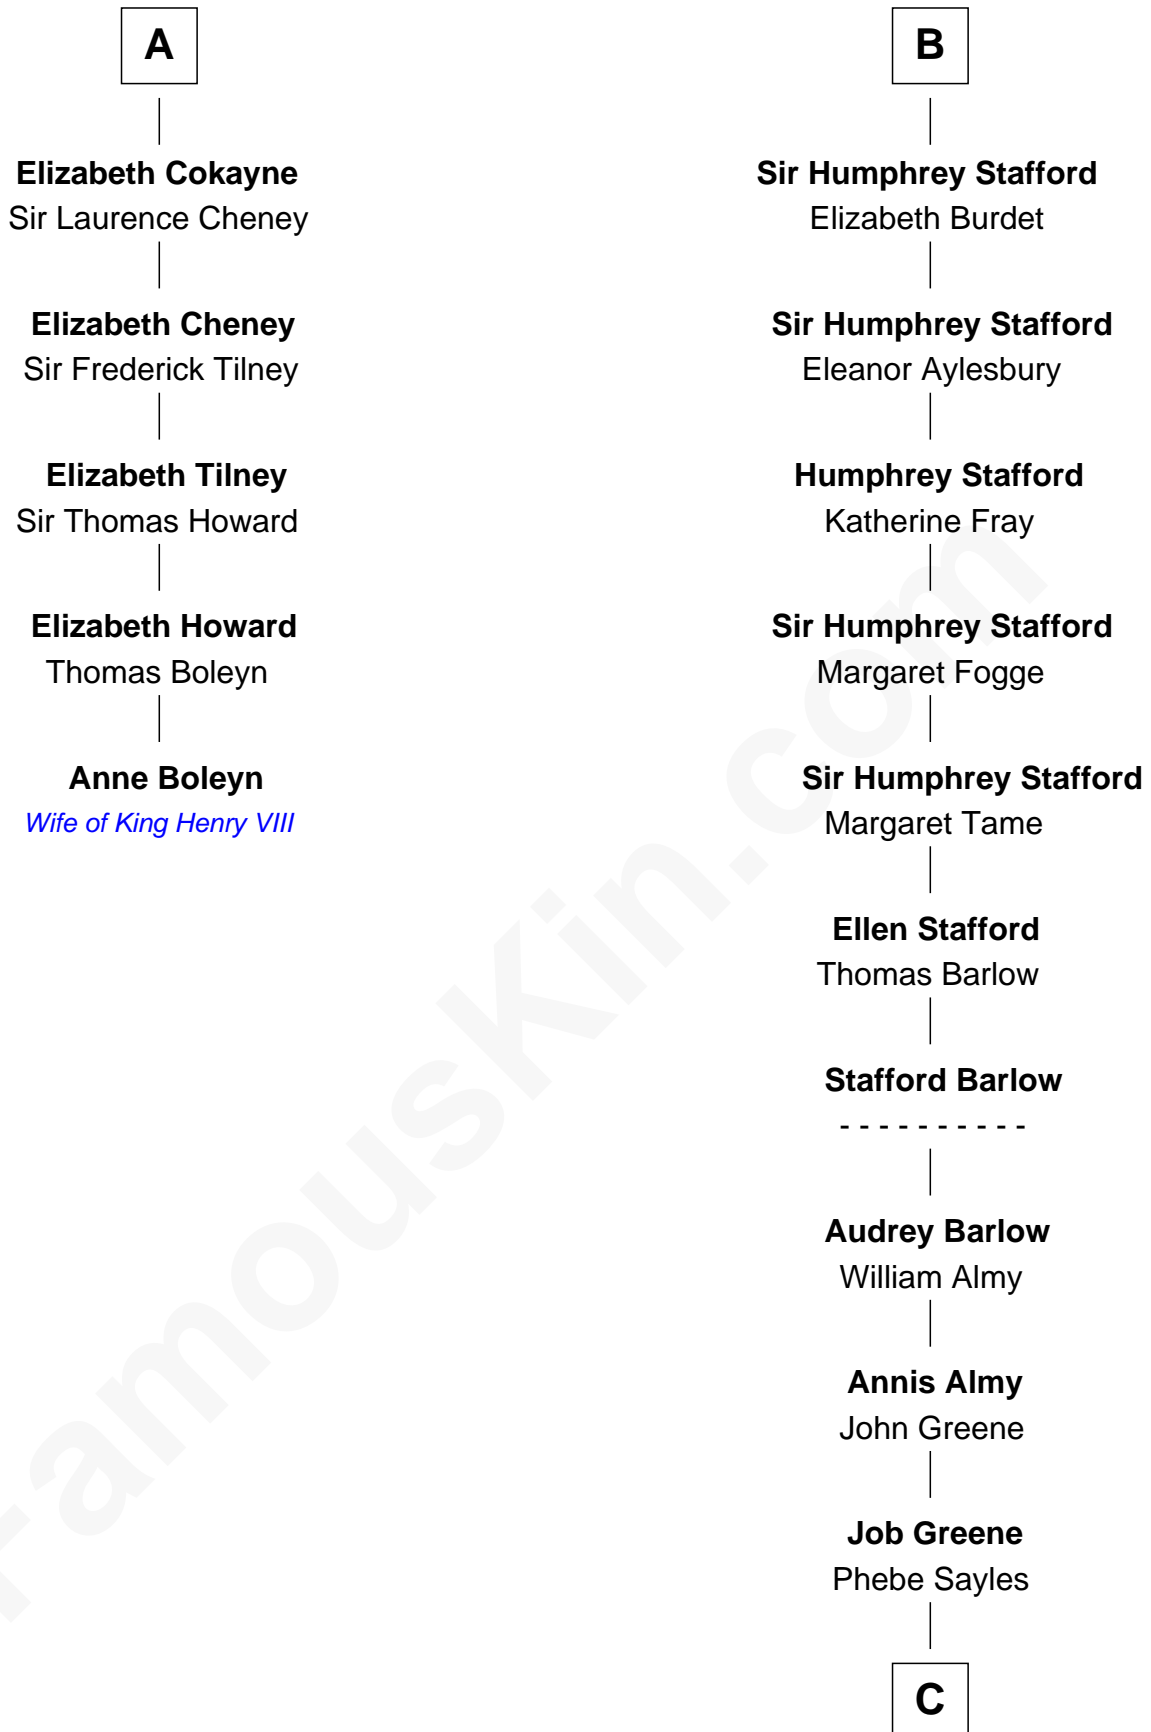 A
Elizabeth Cokayne
Sir Laurence Cheney
Elizabeth Cheney
Sir Frederick Tilney
Elizabeth Tilney
Sir Thomas Howard
Elizabeth Howard
Thomas Boleyn
Anne Boleyn
Wife of King Henry VIII
B
Sir Humphrey Stafford
Elizabeth Burdet
Sir Humphrey Stafford
Eleanor Aylesbury
Humphrey Stafford
Katherine Fray
Sir Humphrey Stafford
Margaret Fogge
Sir Humphrey Stafford
Margaret Tame
Ellen Stafford
Thomas Barlow
Stafford Barlow
- - - - - - - - - -
Audrey Barlow
William Almy
Annis Almy
John Greene
Job Greene
Phebe Sayles
C
FamousKin.com